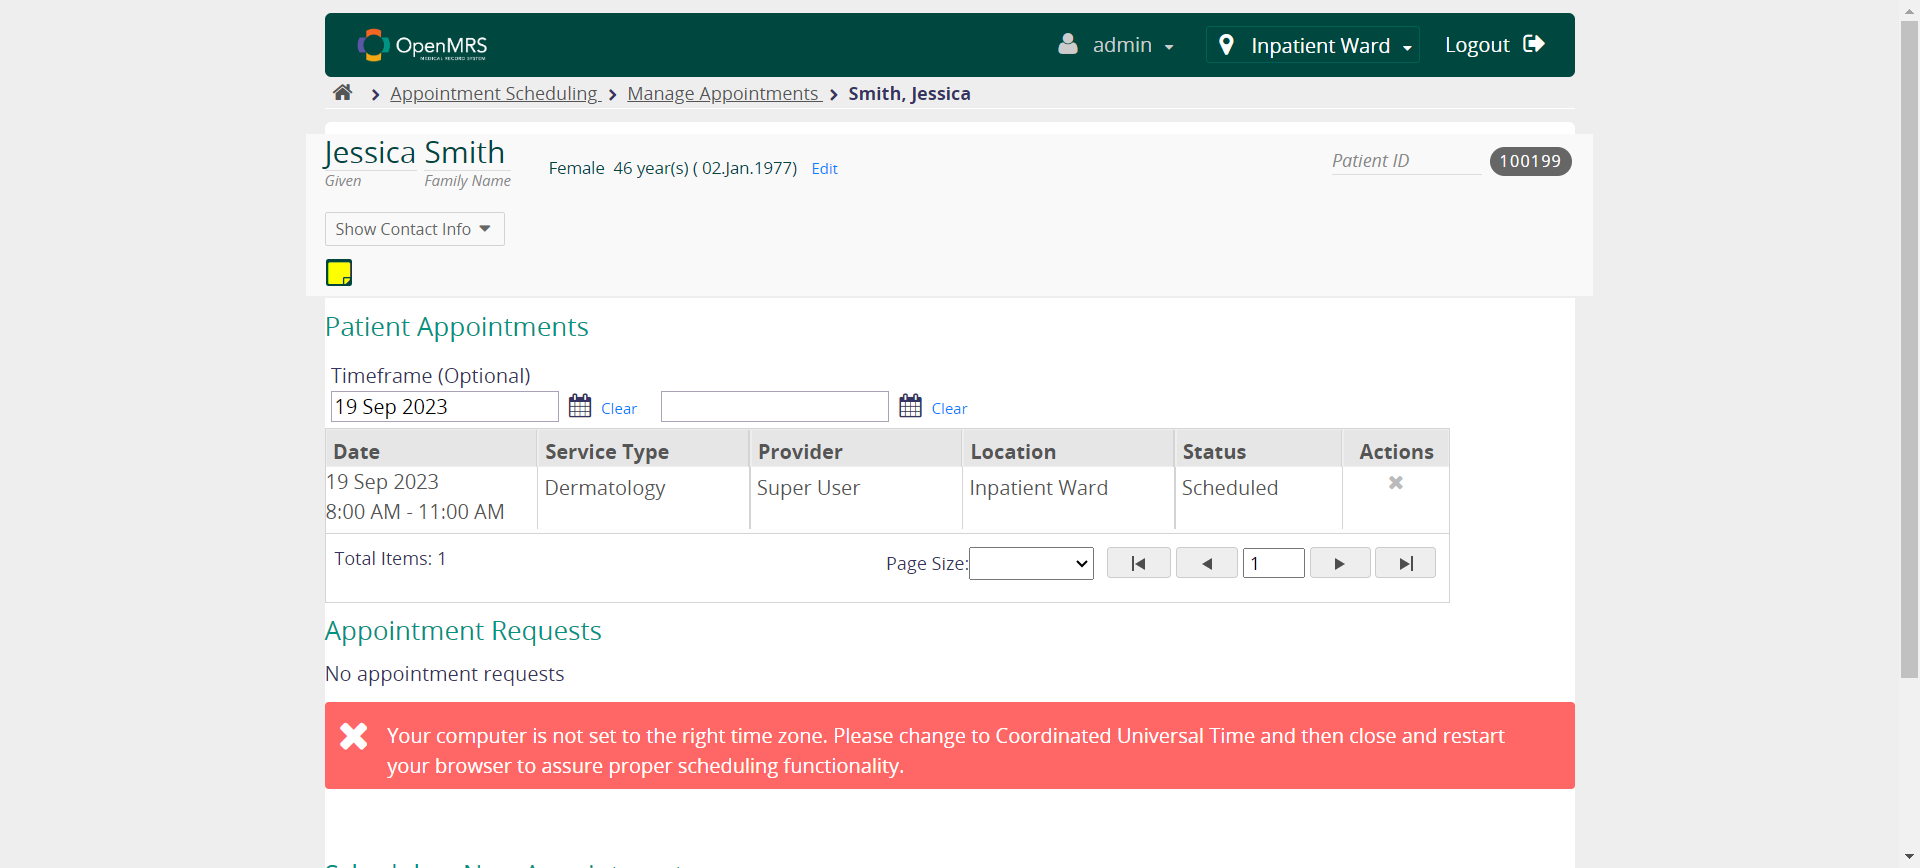 OpenMRS
MEDICAL RECORD SYSTEM
admin
Inpatient Ward
Logout
Appointment Scheduling
Manage Appointments
Smith, Jessica
Jessica Smith
Given Family Name
Female 46 year(s) ( 02.Jan.1977) Edit
Patient ID 100199
Show Contact Info
Patient Appointments
Timeframe (Optional)
19 Sep 2023 Clear Clear
Date Service Type Provider Location Status Actions
19 Sep 2023
8:00 AM - 11:00 AM Dermatology Super User Inpatient Ward Scheduled
Total Items: 1
Page Size: 1
Appointment Requests
No appointment requests
Your computer is not set to the right time zone. Please change to Coordinated Universal Time and then close and restart
your browser to assure proper scheduling functionality.